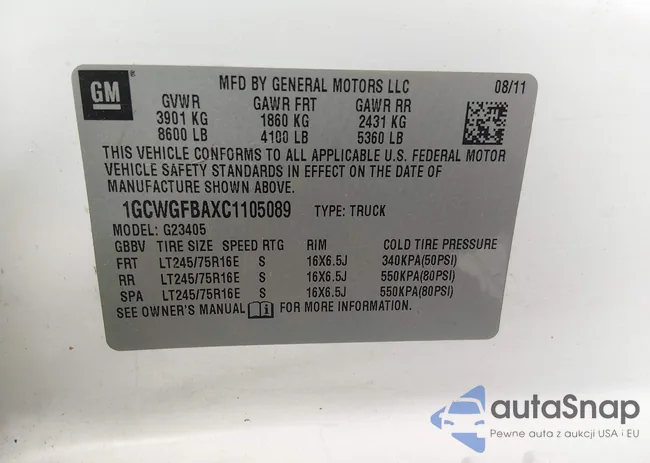 GM ®
MFD BY GENERAL MOTORS LLC 08/11
GVWR GAWR FRT GAWR RR
3901 KG 1860 KG 2431 KG
8600 LB 4100 LB 5360 LB
THIS VEHICLE CONFORMS TO ALL APPLICABLE U.S. FEDERAL MOTOR
VEHICLE SAFETY STANDARDS IN EFFECT ON THE DATE OF
MANUFACTURE SHOWN ABOVE.
1GCWGFBAXC1105089 TYPE: TRUCK
MODEL: G23405
GBBV TIRE SIZE SPEED RTG RIM COLD TIRE PRESSURE
FRT LT245/75R16E S 16X6.5J 340KPA(50PSI)
RR LT245/75R16E S 16X6.5J 550KPA(80PSI)
SPA LT245/75R16E S 16X6.5J 550KPA(80PSI)
SEE OWNER'S MANUAL i FOR MORE INFORMATION.
autoSnap
Pewne auta z aukcji USA i EU